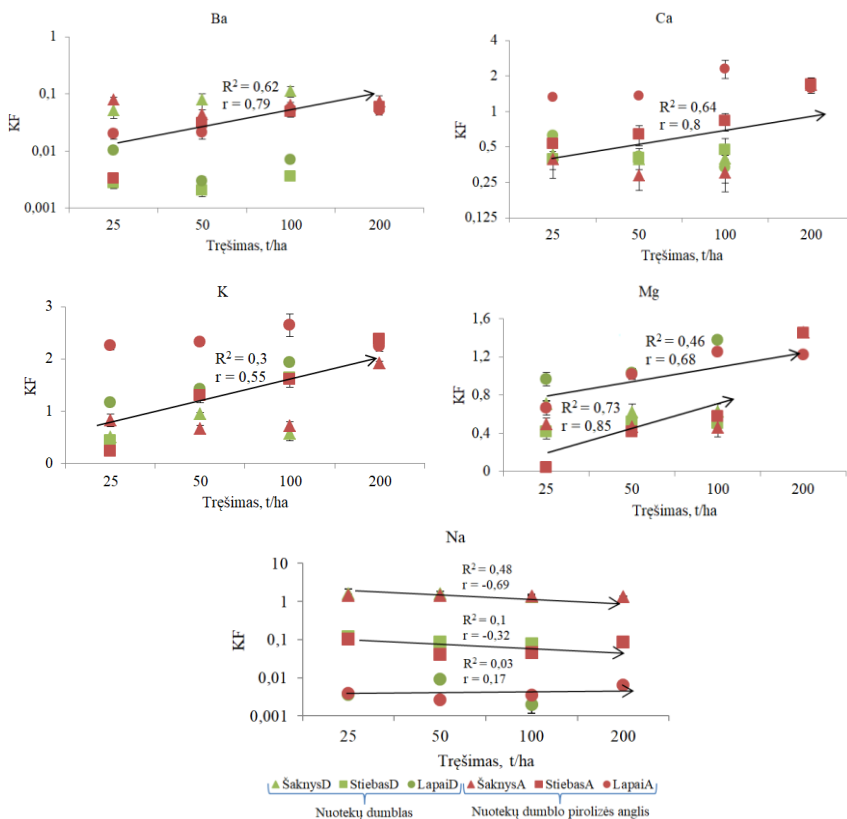 Ba
1
0,1
0,01
0,001
KF
R² = 0,62
r = 0,79
25 50 100 200
Tręšimas, t/ha
Ca
4
2
1
0,5
0,25
0,125
KF
R² = 0,64
r = 0,8
25 50 100 200
Tręšimas, t/ha
K
3
2
1
0
KF
R² = 0,3
r = 0,55
25 50 100 200
Tręšimas, t/ha
Mg
1,6
1,2
0,8
0,4
0
KF
R² = 0,46
r = 0,68
R² = 0,73
r = 0,85
25 50 100 200
Tręšimas, t/ha
Na
10
1
0,1
0,01
0,001
KF
R² = 0,48
r = -0,69
R² = 0,1
r = -0,32
R² = 0,03
r = 0,17
25 50 100 200
Tręšimas, t/ha
ŠaknysD StiebasD LapaiD ŠaknysA StiebasA LapaiA
Nuotekų dumblas Nuotekų dumblo pirolizės anglis